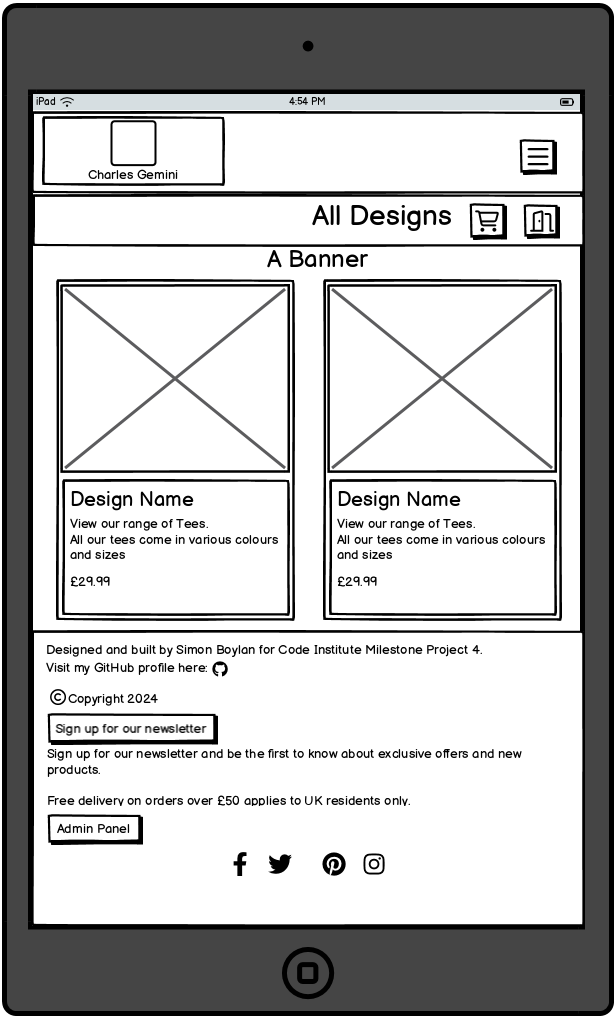 iPad 4:54 PM
Charles Gemini
All Designs
A Banner
Design Name
View our range of Tees.
All our tees come in various colours
and sizes
£29.99
Design Name
View our range of Tees.
All our tees come in various colours
and sizes
£29.99
Designed and built by Simon Boylan for Code Institute Milestone Project 4.
Visit my GitHub profile here:
© Copyright 2024
Sign up for our newsletter
Sign up for our newsletter and be the first to know about exclusive offers and new
products.
Free delivery on orders over £50 applies to UK residents only.
Admin Panel